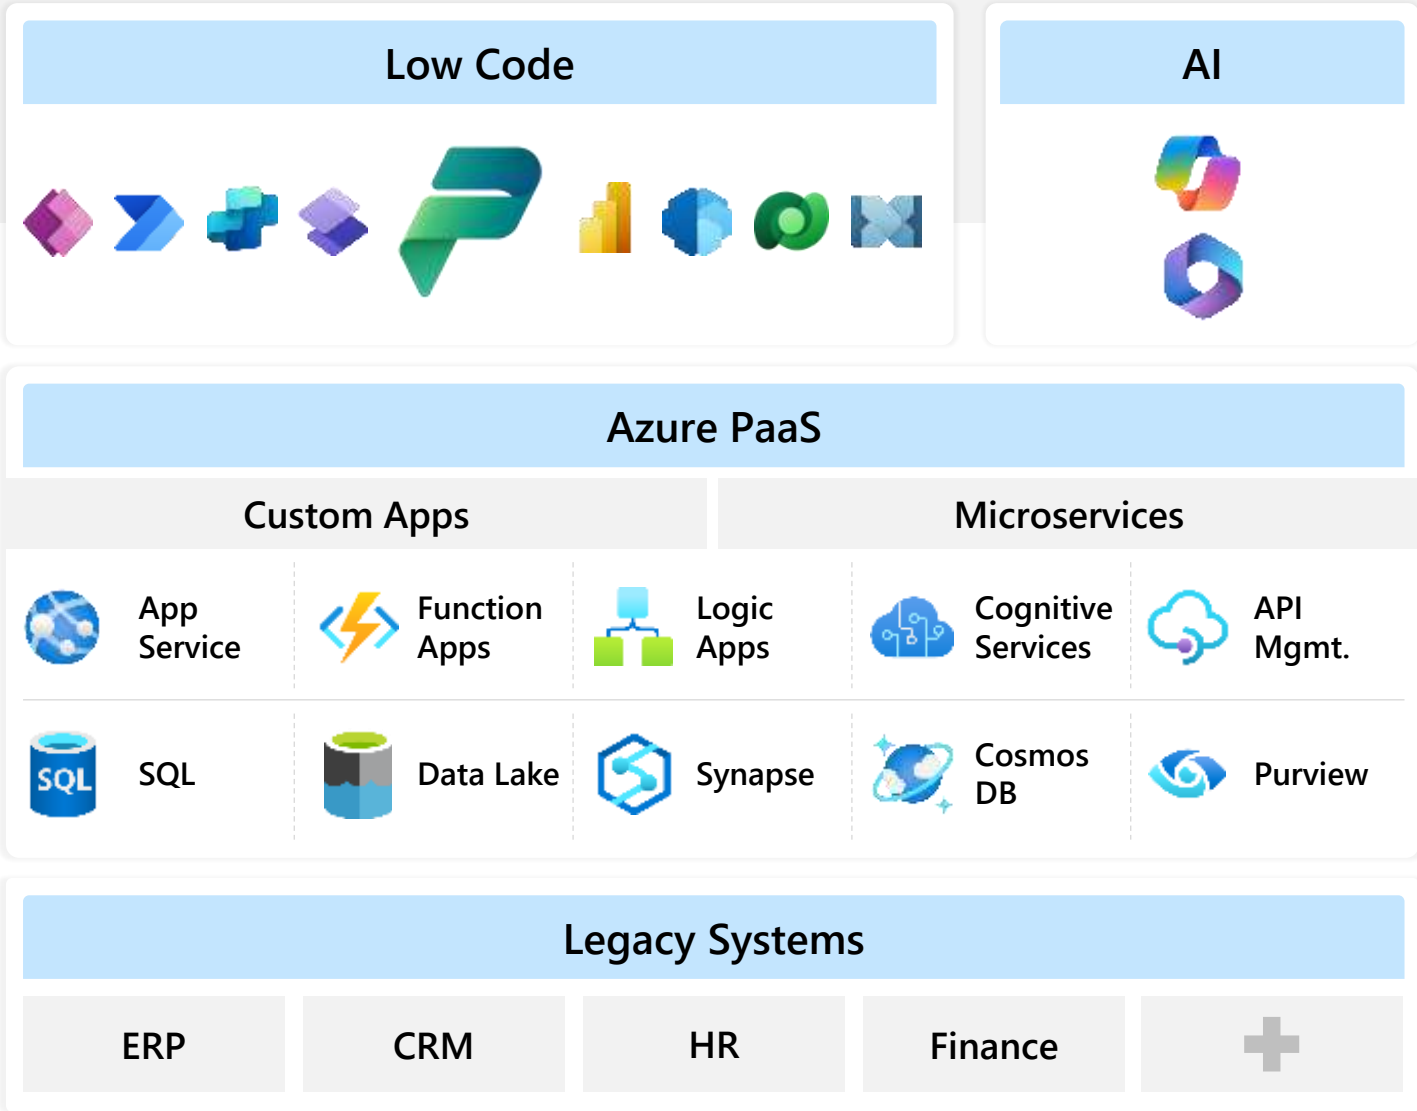 Low Code
AI
Azure PaaS
Custom Apps
Microservices
App
Service
Function
Apps
Logic
Apps
Cognitive
Services
API
Mgmt.
SQL
SQL
Data Lake
Synapse
Cosmos
DB
Purview
Legacy Systems
ERP
CRM
HR
Finance